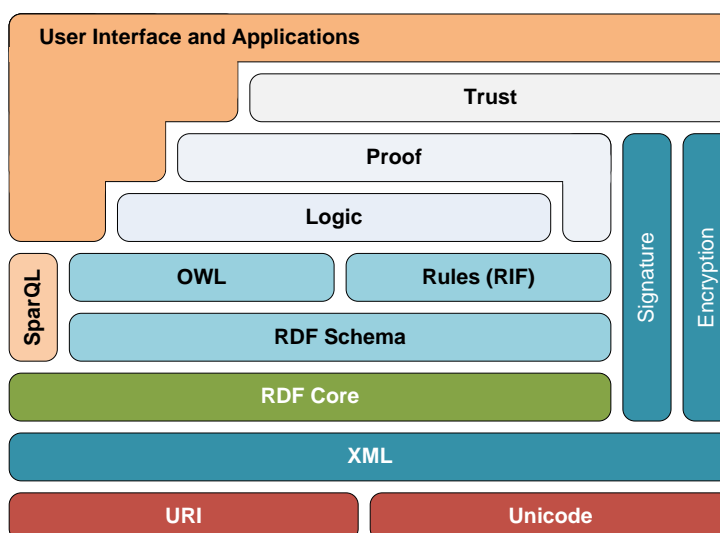 User Interface and Applications
Trust
Proof
Logic
SparQL
OWL
Rules (RIF)
Signature
Encryption
RDF Schema
RDF Core
XML
URI
Unicode